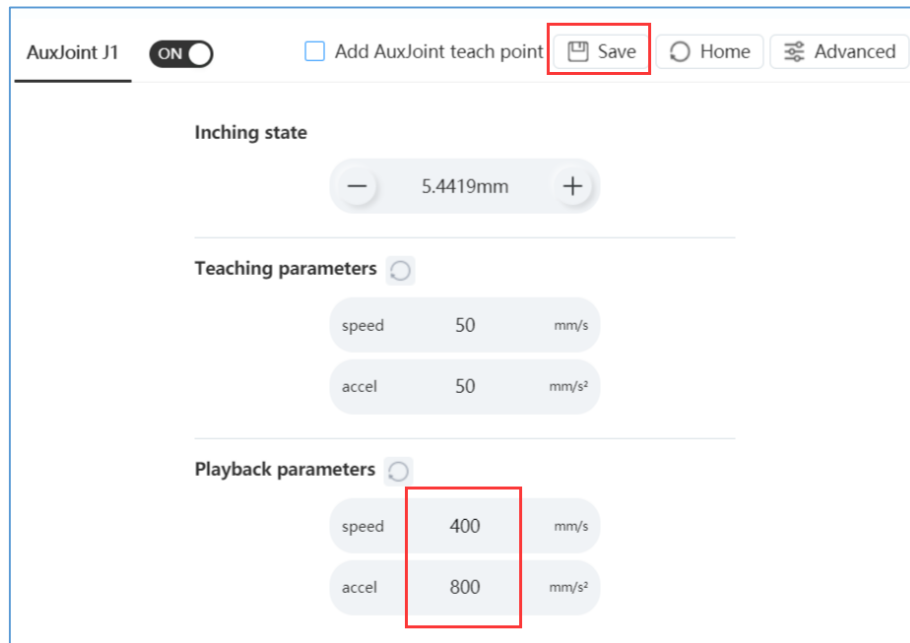 AuxJoint J1 ON Add AuxJoint teach point Save Home Advanced
Inching state
5.4419mm
Teaching parameters
speed 50 mm/s
accel 50 mm/s²
Playback parameters
speed 400 mm/s
accel 800 mm/s²